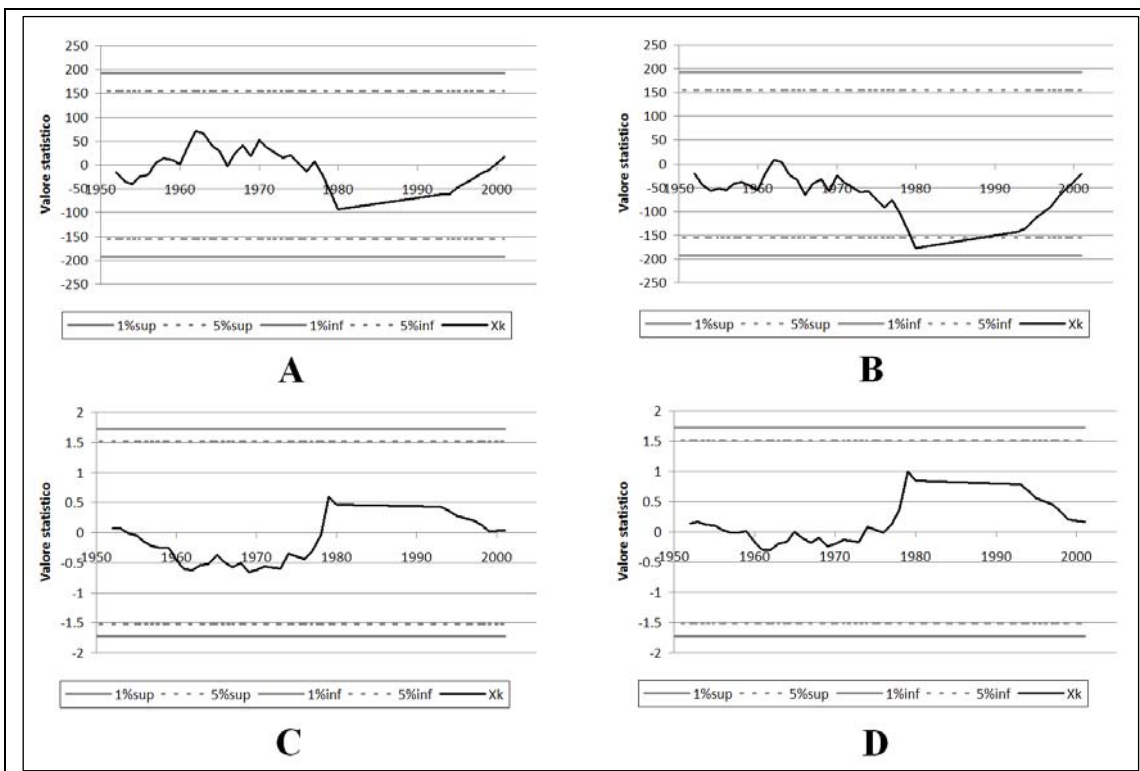 250
200
150
100
50
0
-50
-100
-150
-200
-250
1950 1960 1970 1980 1990 2000
Valore statistico
1%sup 5%sup 1%inf 5%inf Xk
A
250
200
150
100
50
0
-50
-100
-150
-200
-250
1950 1960 1970 1980 1990 2000
Valore statistico
1%sup 5%sup 1%inf 5%inf Xk
B
2
1.5
1
0.5
0
-0.5
-1
-1.5
-2
1950 1960 1970 1980 1990 2000
Valore statistico
1%sup 5%sup 1%inf 5%inf Xk
C
2
1.5
1
0.5
0
-0.5
-1
-1.5
-2
1950 1960 1970 1980 1990 2000
Valore statistico
1%sup 5%sup 1%inf 5%inf Xk
D